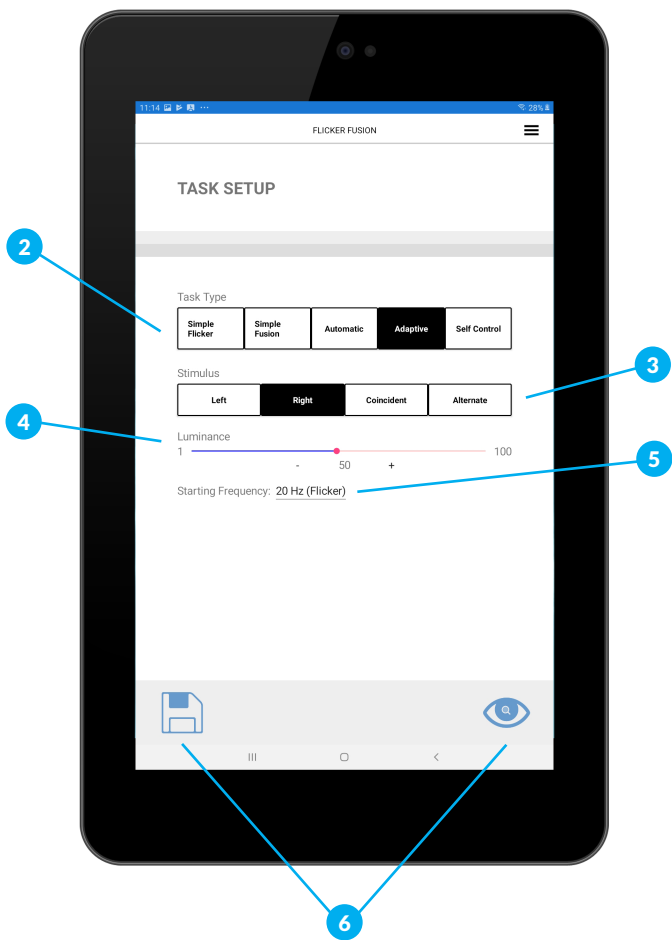 11:14 ... 28%
FLICKER FUSION
TASK SETUP
2
Task Type
Simple Flicker Simple Fusion Automatic Adaptive Self Control
3
Stimulus
Left Right Coincident Alternate
4
Luminance
1 100
- 50 +
5
Starting Frequency: 20 Hz (Flicker)
6